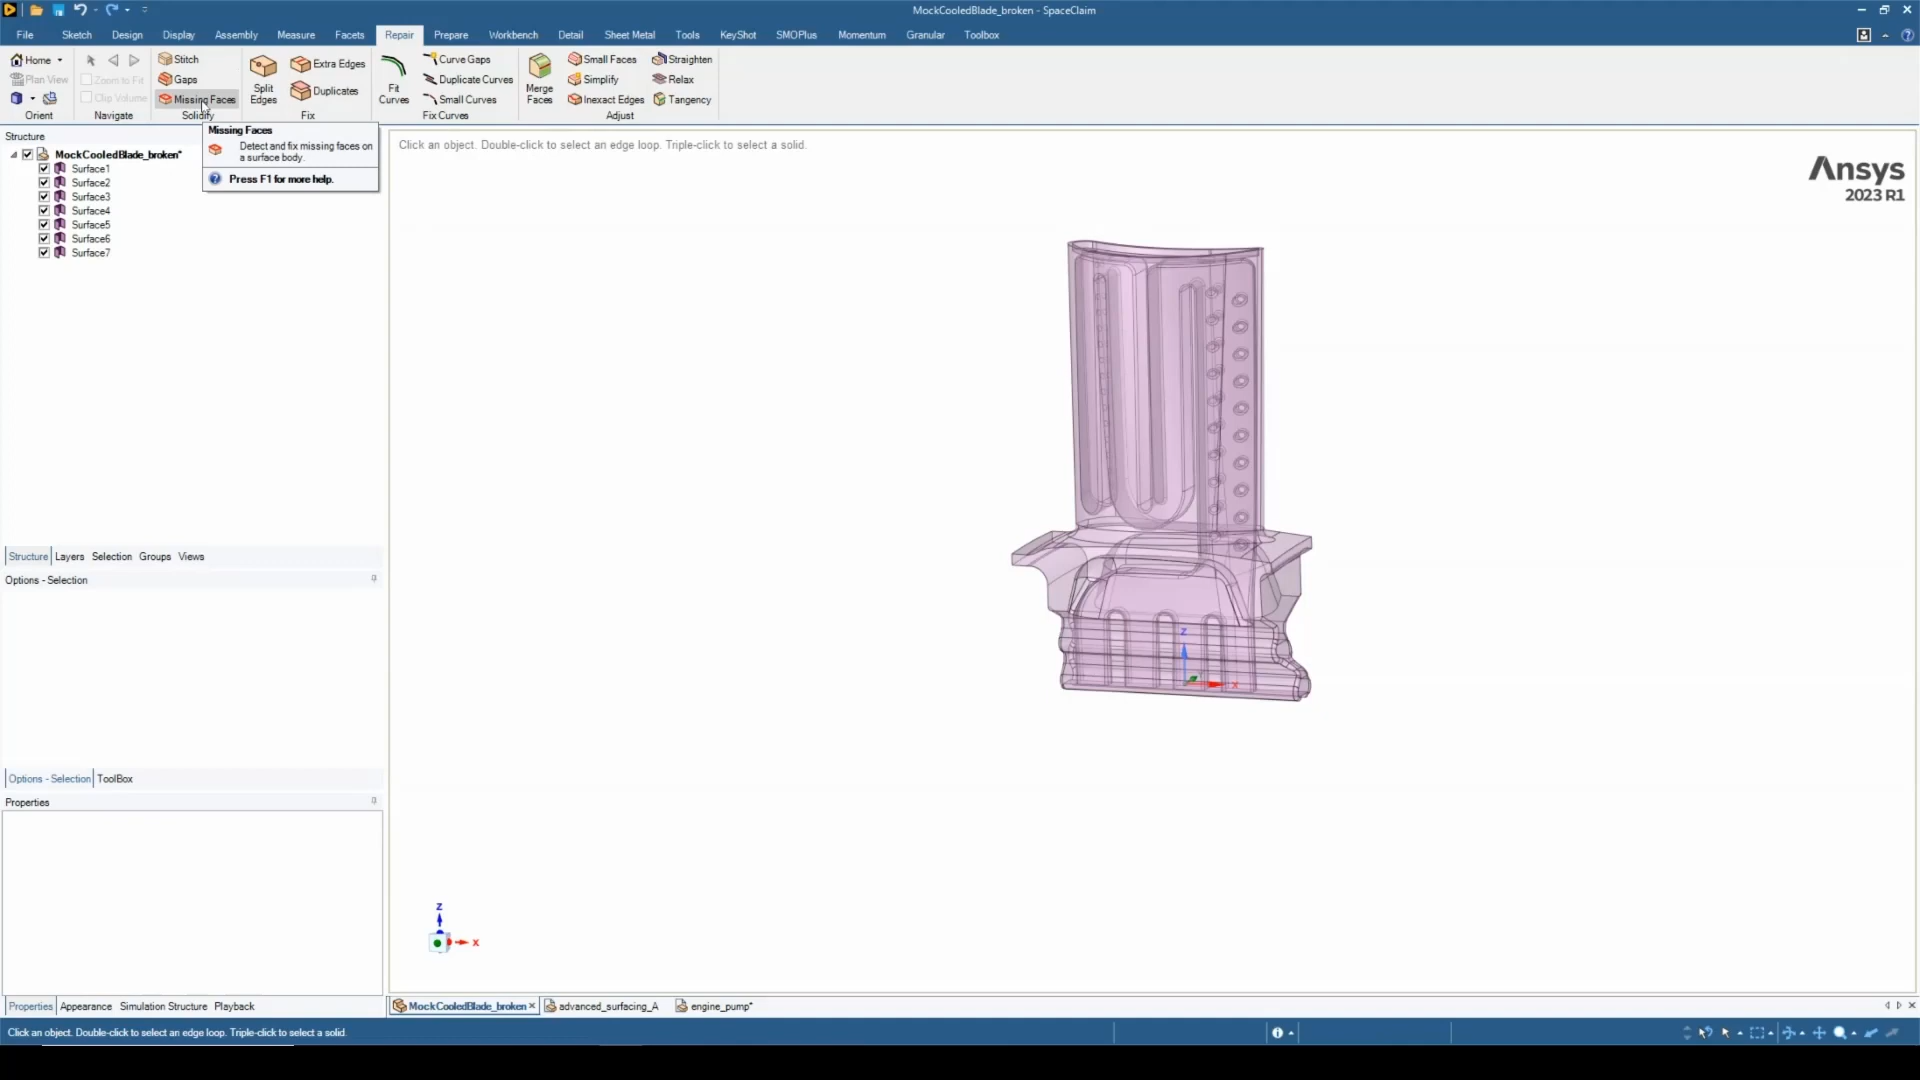 MockCooledBlade_broken - SpaceClaim
File Sketch Design Display Assembly Measure Facets Repair Prepare Workbench Detail Sheet Metal Tools KeyShot SMOPlus Momentum Granular Toolbox
Home
Plan View
Orient
Zoom to Fit
Clip Volume
Navigate
Stitch
Gaps
Missing Faces
Solidify
Split
Edges
Extra Edges
Duplicates
Fix
Fit
Curves
Curve Gaps
Duplicate Curves
Small Curves
Fix Curves
Merge
Faces
Small Faces
Simplify
Inexact Edges
Straighten
Relax
Tangency
Adjust
Structure
MockCooledBlade_broken*
Surface1
Surface2
Surface3
Surface4
Surface5
Surface6
Surface7
Missing Faces
Detect and fix missing faces on
a surface body.
Press F1 for more help.
Click an object. Double-click to select an edge loop. Triple-click to select a solid.
Ansys
2023 R1
Z
X
Z
X
Structure Layers Selection Groups Views
Options - Selection
Options - Selection ToolBox
Properties
Properties Appearance Simulation Structure Playback
MockCooledBlade_broken advanced_surfacing_A engine_pump*
Click an object. Double-click to select an edge loop. Triple-click to select a solid.